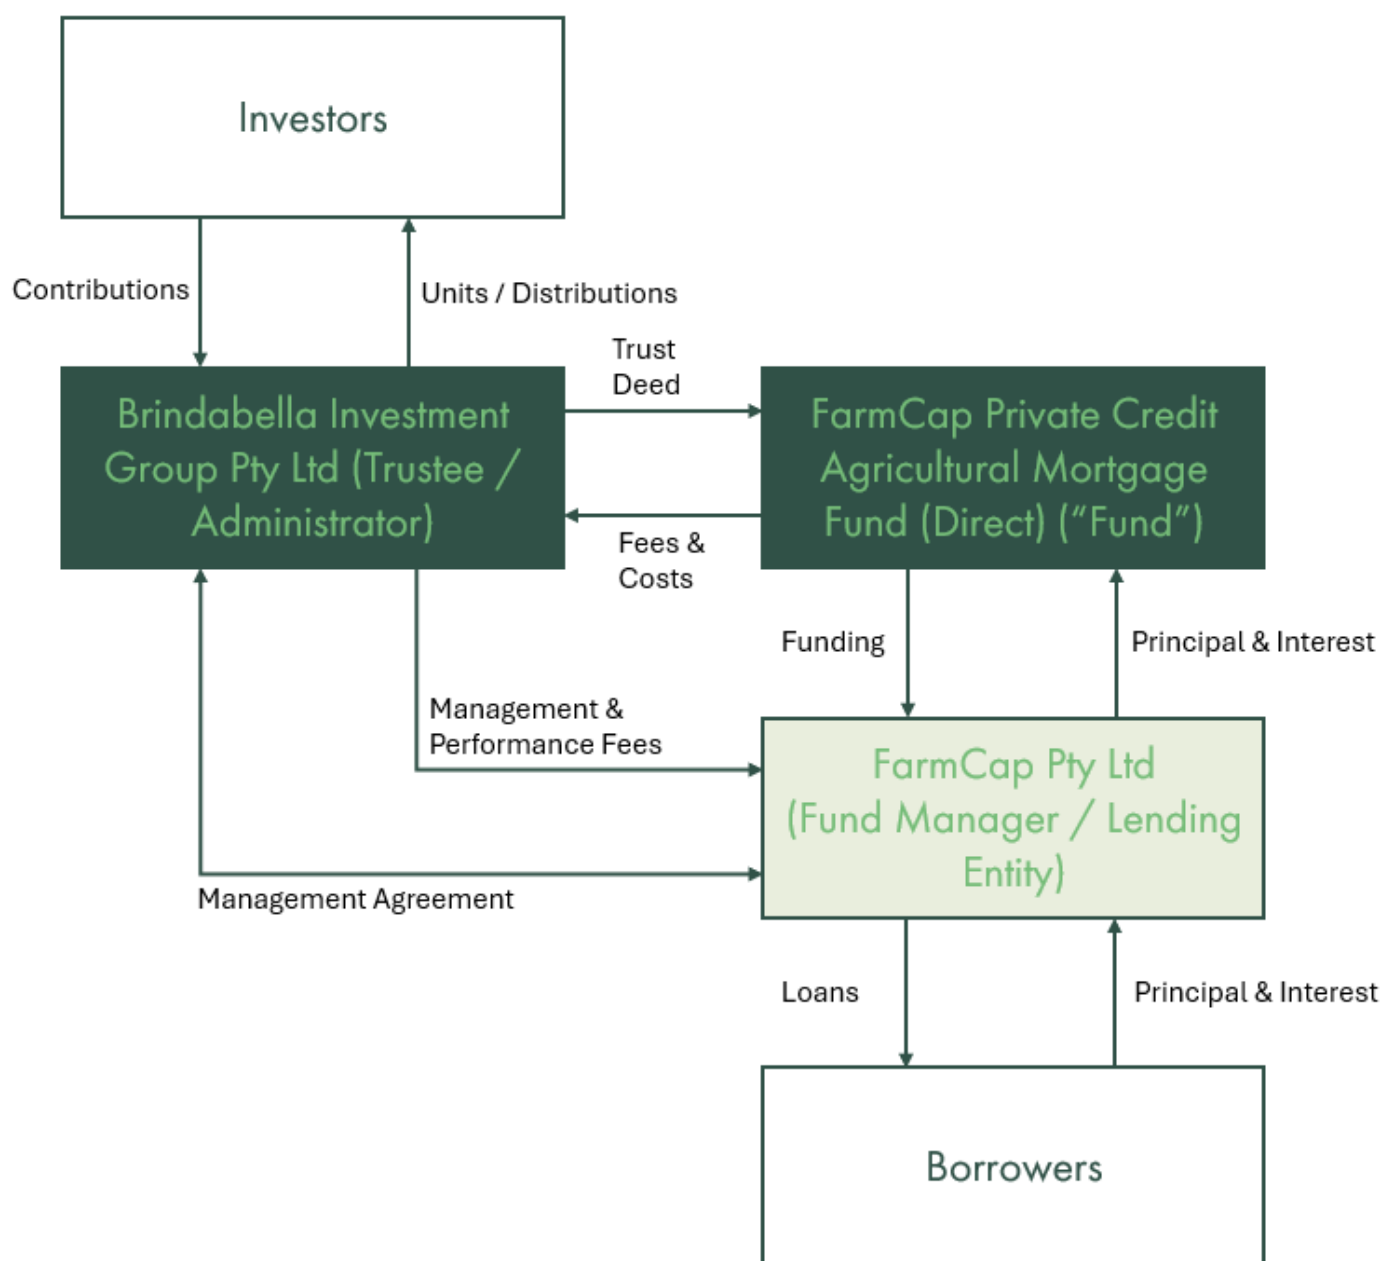 Investors
Contributions
Units / Distributions
Trust
Deed
Brindabella Investment
Group Pty Ltd (Trustee /
Administrator)
FarmCap Private Credit
Agricultural Mortgage
Fund (Direct) (“Fund”)
Fees &
Costs
Funding
Principal & Interest
Management &
Performance Fees
FarmCap Pty Ltd
(Fund Manager / Lending
Entity)
Management Agreement
Loans
Principal & Interest
Borrowers